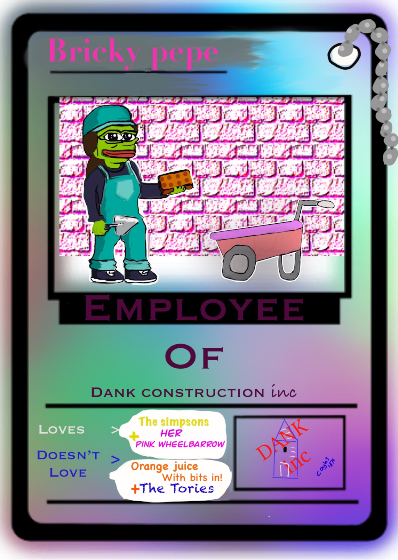 Bricky pepe
EMPLOYEE
OF
DANK CONSTRUCTION inc
LOVES >
The simpsons
+ HER
PINK WHEELBARROW
DOESN'T
LOVE >
Orange juice
With bits in!
+The Tories
DANK
inc